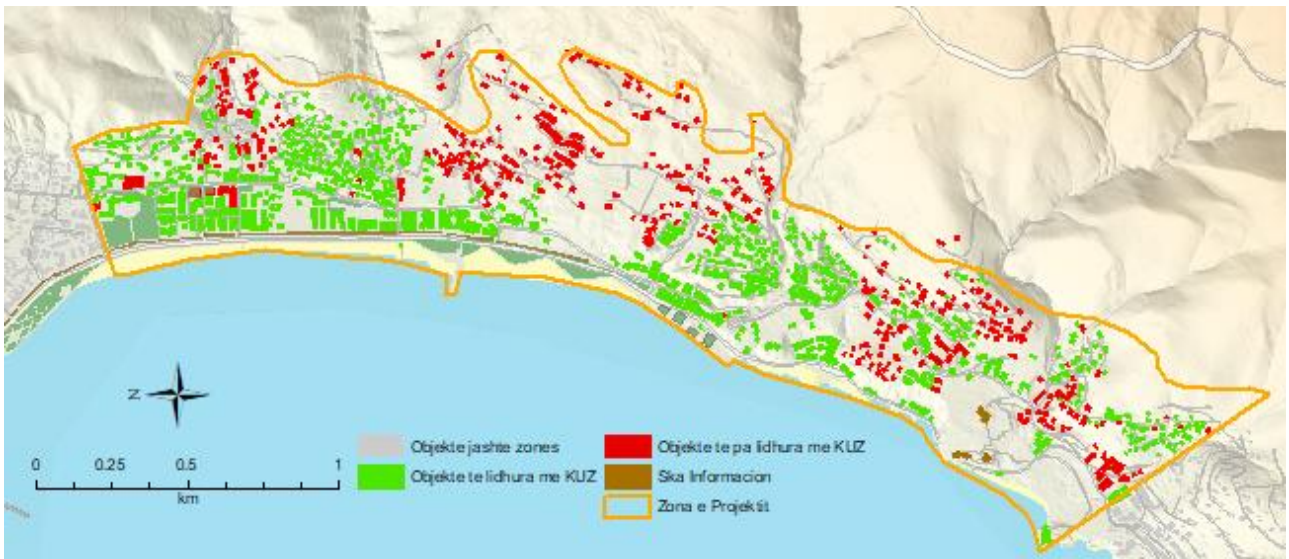 N
0 0.25 0.5 1
km
Objekte jashte zones
Objekte te lidhura me KUZ
Objekte te pa lidhura me KUZ
Ska Informacion
Zona e Projektit